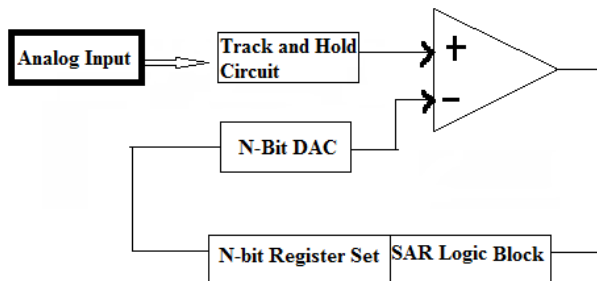 Analog Input
Track and Hold
Circuit
+
−
N-Bit DAC
N-bit Register Set
SAR Logic Block